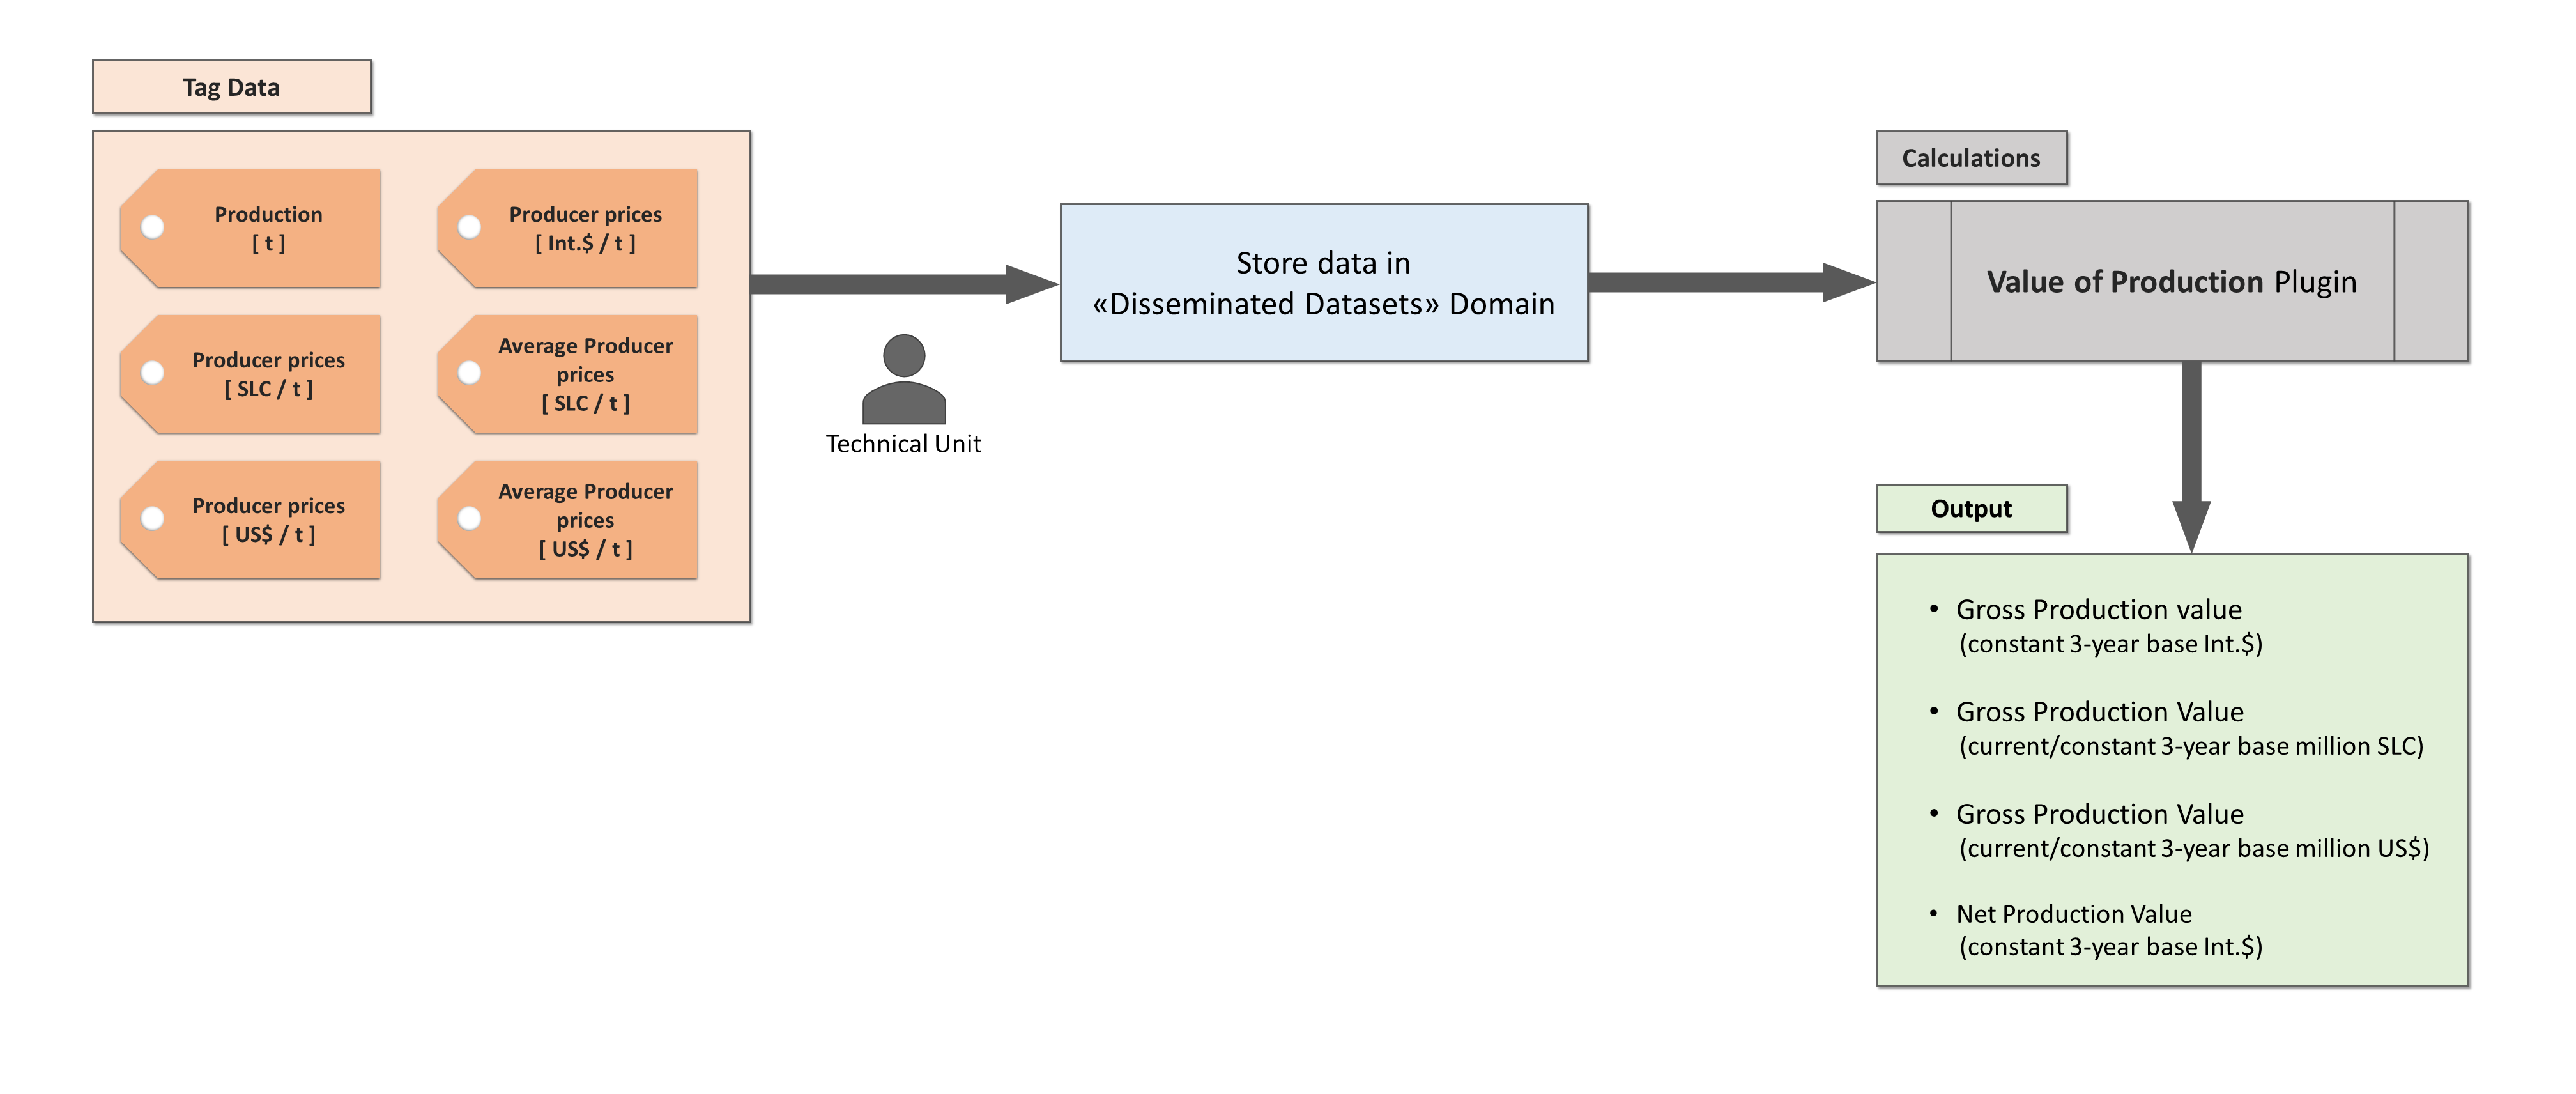 Tag Data
Production
[ t ]
Producer prices
[ Int.$ / t ]
Producer prices
[ SLC / t ]
Average Producer
prices
[ SLC / t ]
Producer prices
[ US$ / t ]
Average Producer
prices
[ US$ / t ]
Technical Unit
Store data in
«Disseminated Datasets» Domain
Calculations
Value of Production Plugin
Output
• Gross Production value
(constant 3-year base Int.$)
• Gross Production Value
(current/constant 3-year base million SLC)
• Gross Production Value
(current/constant 3-year base million US$)
• Net Production Value
(constant 3-year base Int.$)